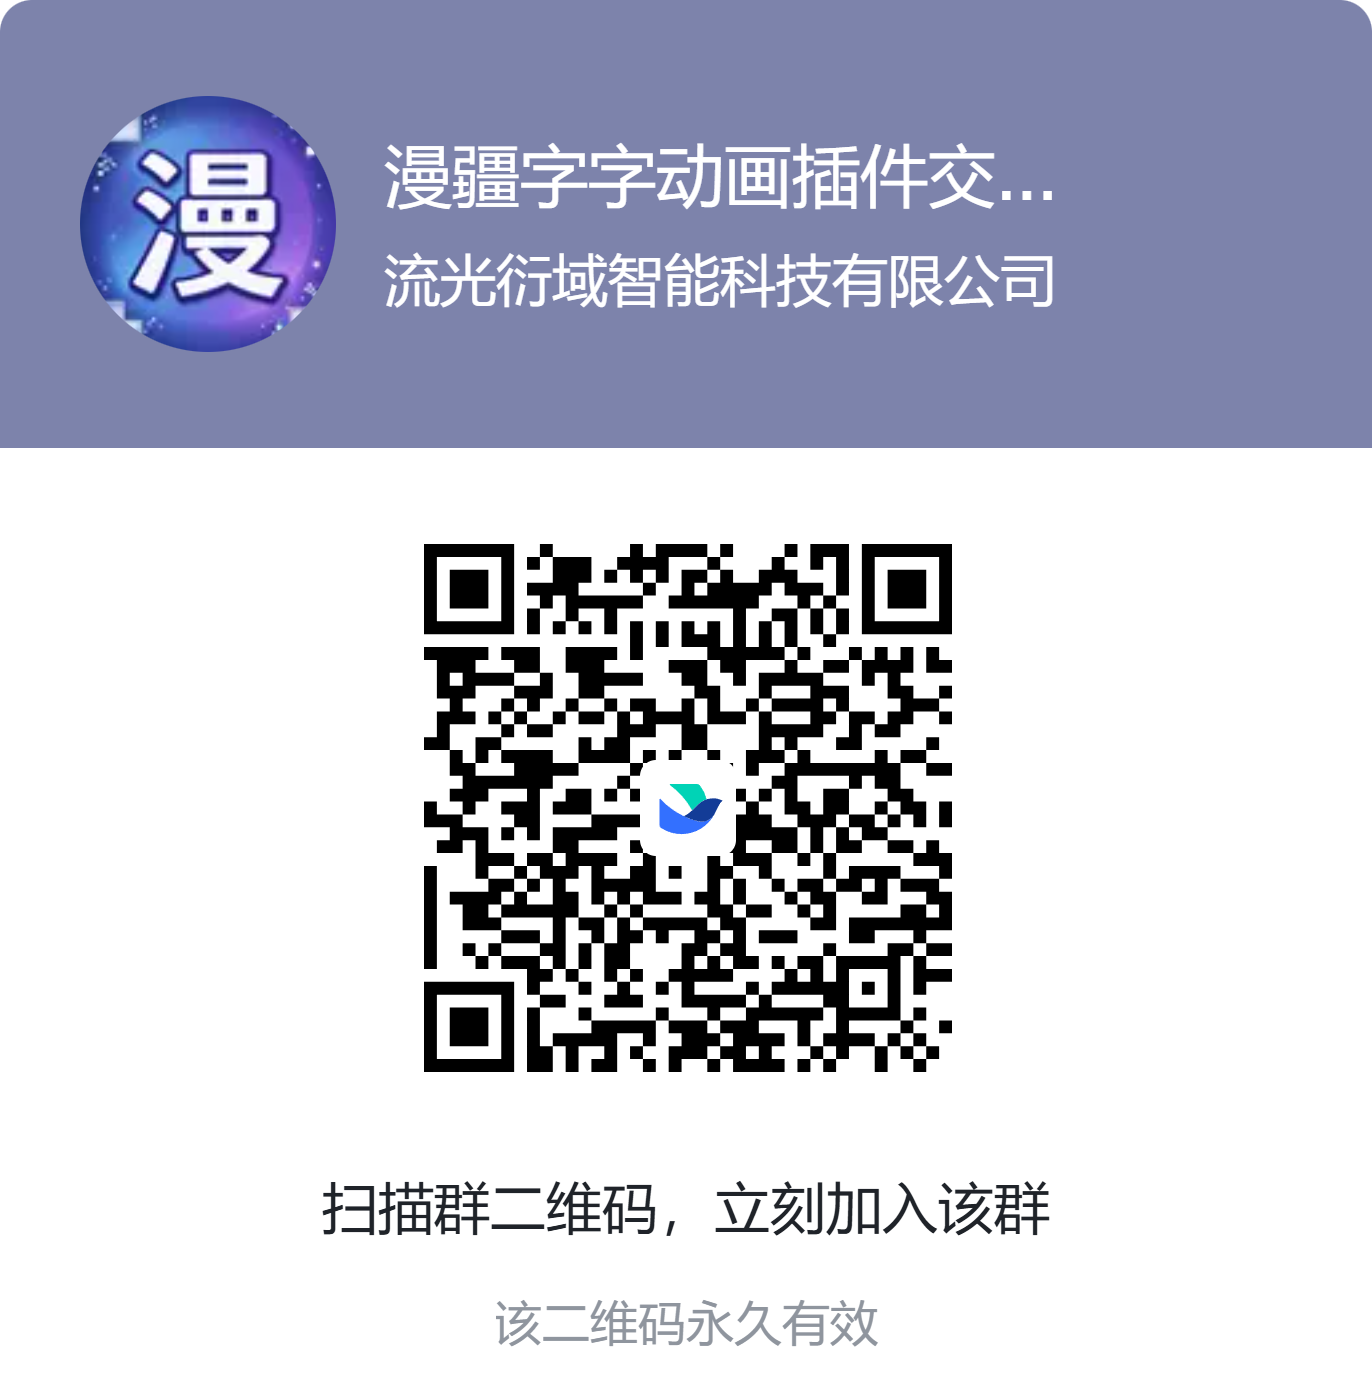 漫
漫疆字字动画插件交...
流光衍域智能科技有限公司
扫描群二维码，立刻加入该群
该二维码永久有效